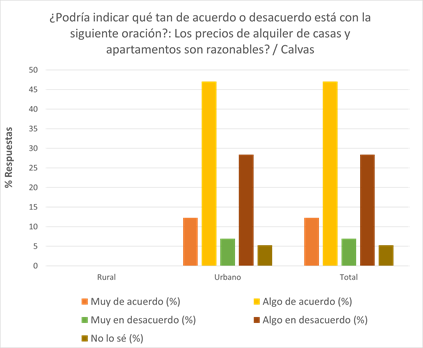 ¿Podría indicar qué tan de acuerdo o desacuerdo está con la
siguiente oración?: Los precios de alquiler de casas y
apartamentos son razonables? / Calvas
% Respuestas
50
45
40
35
30
25
20
15
10
5
0
Rural Urbano Total
Muy de acuerdo (%) Algo de acuerdo (%)
Muy en desacuerdo (%) Algo en desacuerdo (%)
No lo sé (%)